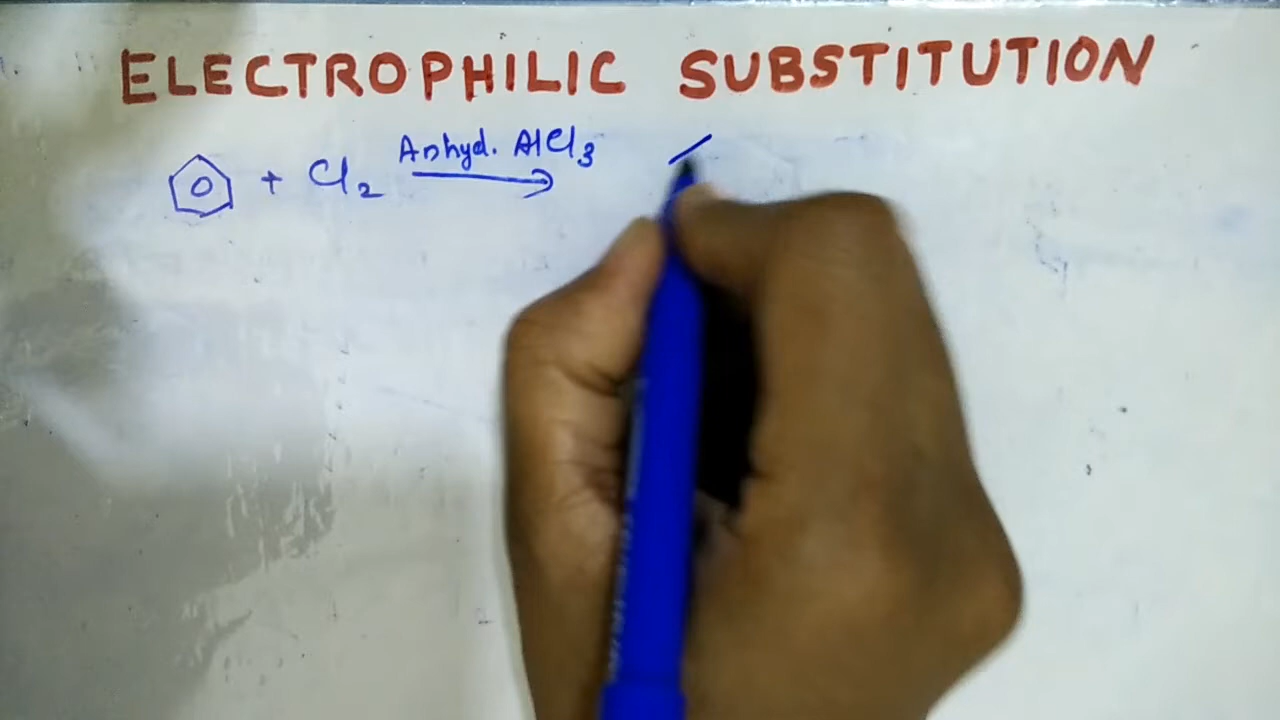 ELECTROPHILIC SUBSTITUTION
+ Cl2 Anhyd. AlCl3 →